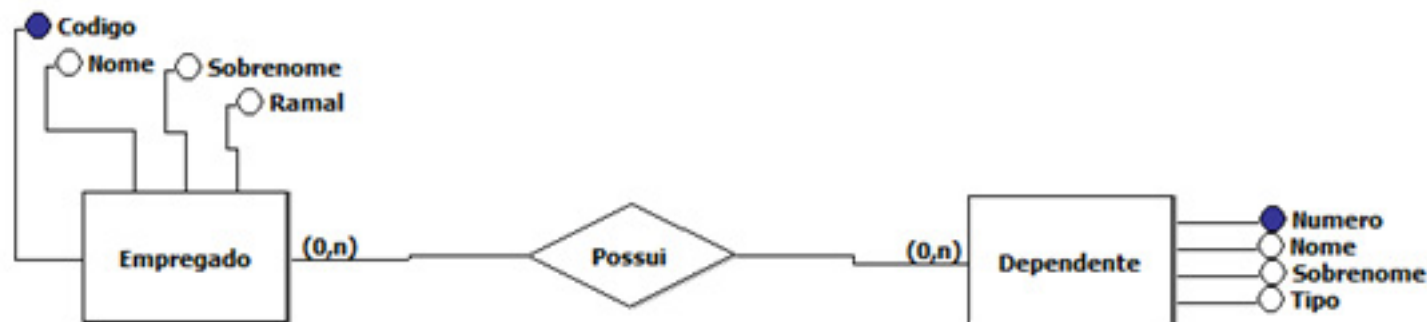 Codigo
Nome
Sobrenome
Ramal
Empregado
(0,n)
Possui
(0,n)
Dependente
Numero
Nome
Sobrenome
Tipo